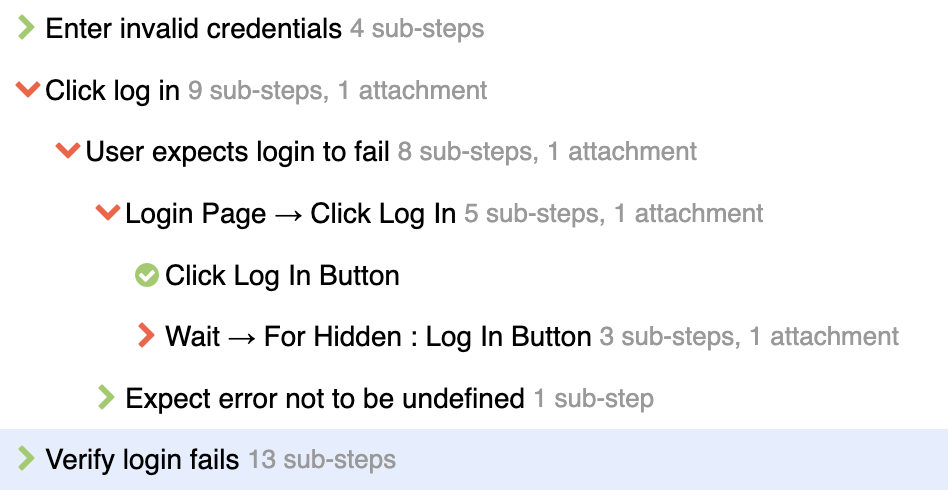 Enter invalid credentials 4 sub-steps
Click log in 9 sub-steps, 1 attachment
User expects login to fail 8 sub-steps, 1 attachment
Login Page → Click Log In 5 sub-steps, 1 attachment
Click Log In Button
Wait → For Hidden : Log In Button 3 sub-steps, 1 attachment
Expect error not to be undefined 1 sub-step
Verify login fails 13 sub-steps